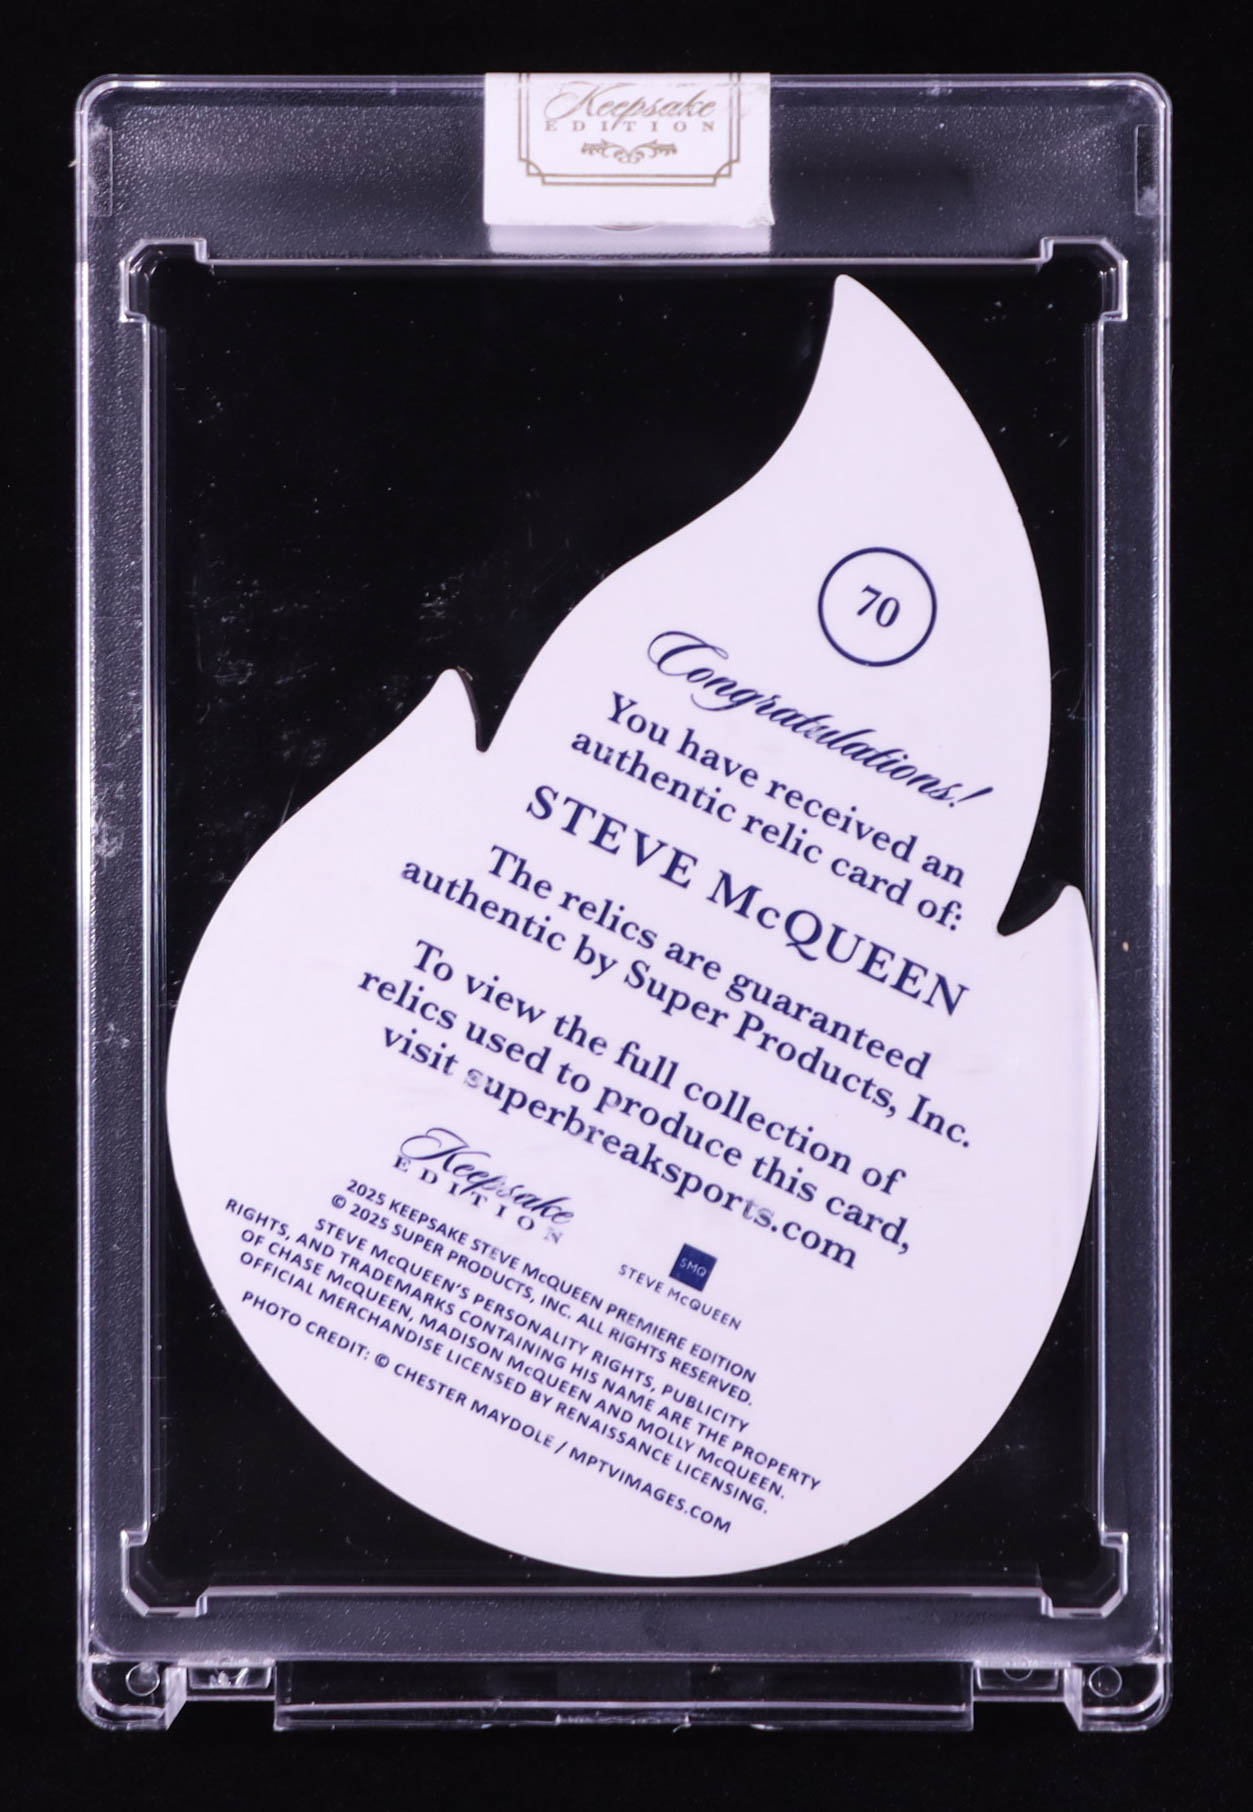 Keepsake
EDITION
70
Congratulations!
You have received an
authentic relic card of:
STEVE McQUEEN
The relics are guaranteed
authentic by Super Products, Inc.
To view the full collection of
relics used to produce this card,
visit superbreaksports.com
Keepsake
EDITION
SMQ
STEVE McQUEEN
2025 KEEPSAKE STEVE McQUEEN PREMIERE EDITION
© 2025 SUPER PRODUCTS, INC. ALL RIGHTS RESERVED.
STEVE McQUEEN'S PERSONALITY RIGHTS, PUBLICITY
RIGHTS, AND TRADEMARKS CONTAINING HIS NAME ARE THE PROPERTY
OF CHASE McQUEEN, MADISON McQUEEN AND MOLLY McQUEEN.
OFFICIAL MERCHANDISE LICENSED BY RENAISSANCE LICENSING.
PHOTO CREDIT: © CHESTER MAYDOLE / MPTVIMAGES.COM